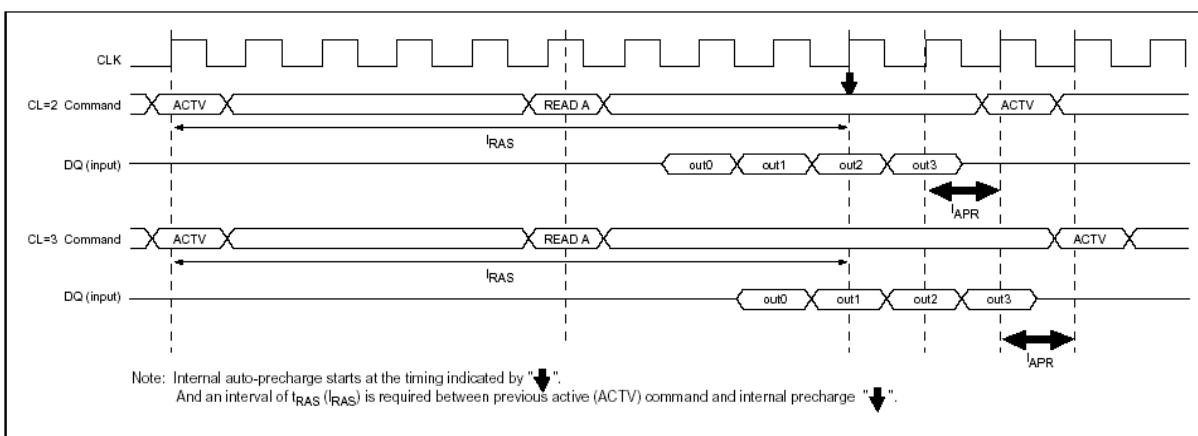 CLK
CL=2 Command ACTV READ A ACTV
lRAS
DQ (input) out0 out1 out2 out3
lAPR
CL=3 Command ACTV READ A ACTV
lRAS
DQ (input) out0 out1 out2 out3
lAPR
Note: Internal auto-precharge starts at the timing indicated by " ".
And an interval of tRAS (lRAS) is required between previous active (ACTV) command and internal precharge " ".